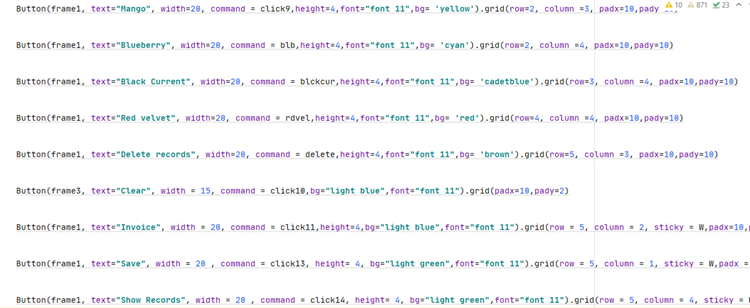 10 871 23
Button(frame1, text="Mango", width=20, command = click9,height=4,font="font 11",bg= 'yellow').grid(row=2, column =3, padx=10,pady
Button(frame1, text="Blueberry", width=20, command = blb,height=4,font="font 11",bg= 'cyan').grid(row=2, column =4, padx=10,pady=10)
Button(frame1, text="Black Current", width=20, command = blckcur,height=4,font="font 11",bg= 'cadetblue').grid(row=3, column =4, padx=10,pady=10)
Button(frame1, text="Red velvet", width=20, command = rdvel,height=4,font="font 11",bg= 'red').grid(row=4, column =4, padx=10,pady=10)
Button(frame1, text="Delete records", width=20, command = delete,height=4,font="font 11",bg= 'brown').grid(row=5, column =3, padx=10,pady=10)
Button(frame3, text="Clear", width = 15, command = click10,bg="light blue",font="font 11").grid(padx=10,pady=2)
Button(frame1, text="Invoice", width = 20, command = click11,height=4,bg="light blue",font="font 11").grid(row = 5, column = 2, sticky = W,padx=10,
Button(frame1, text="Save", width = 20 , command = click13, height= 4, bg="light green",font="font 11").grid(row = 5, column = 1, sticky = W,padx =
Button(frame1, text="Show Records", width = 20 , command = click14, height= 4, bg="light green",font="font 11").grid(row = 5, column = 4, sticky =